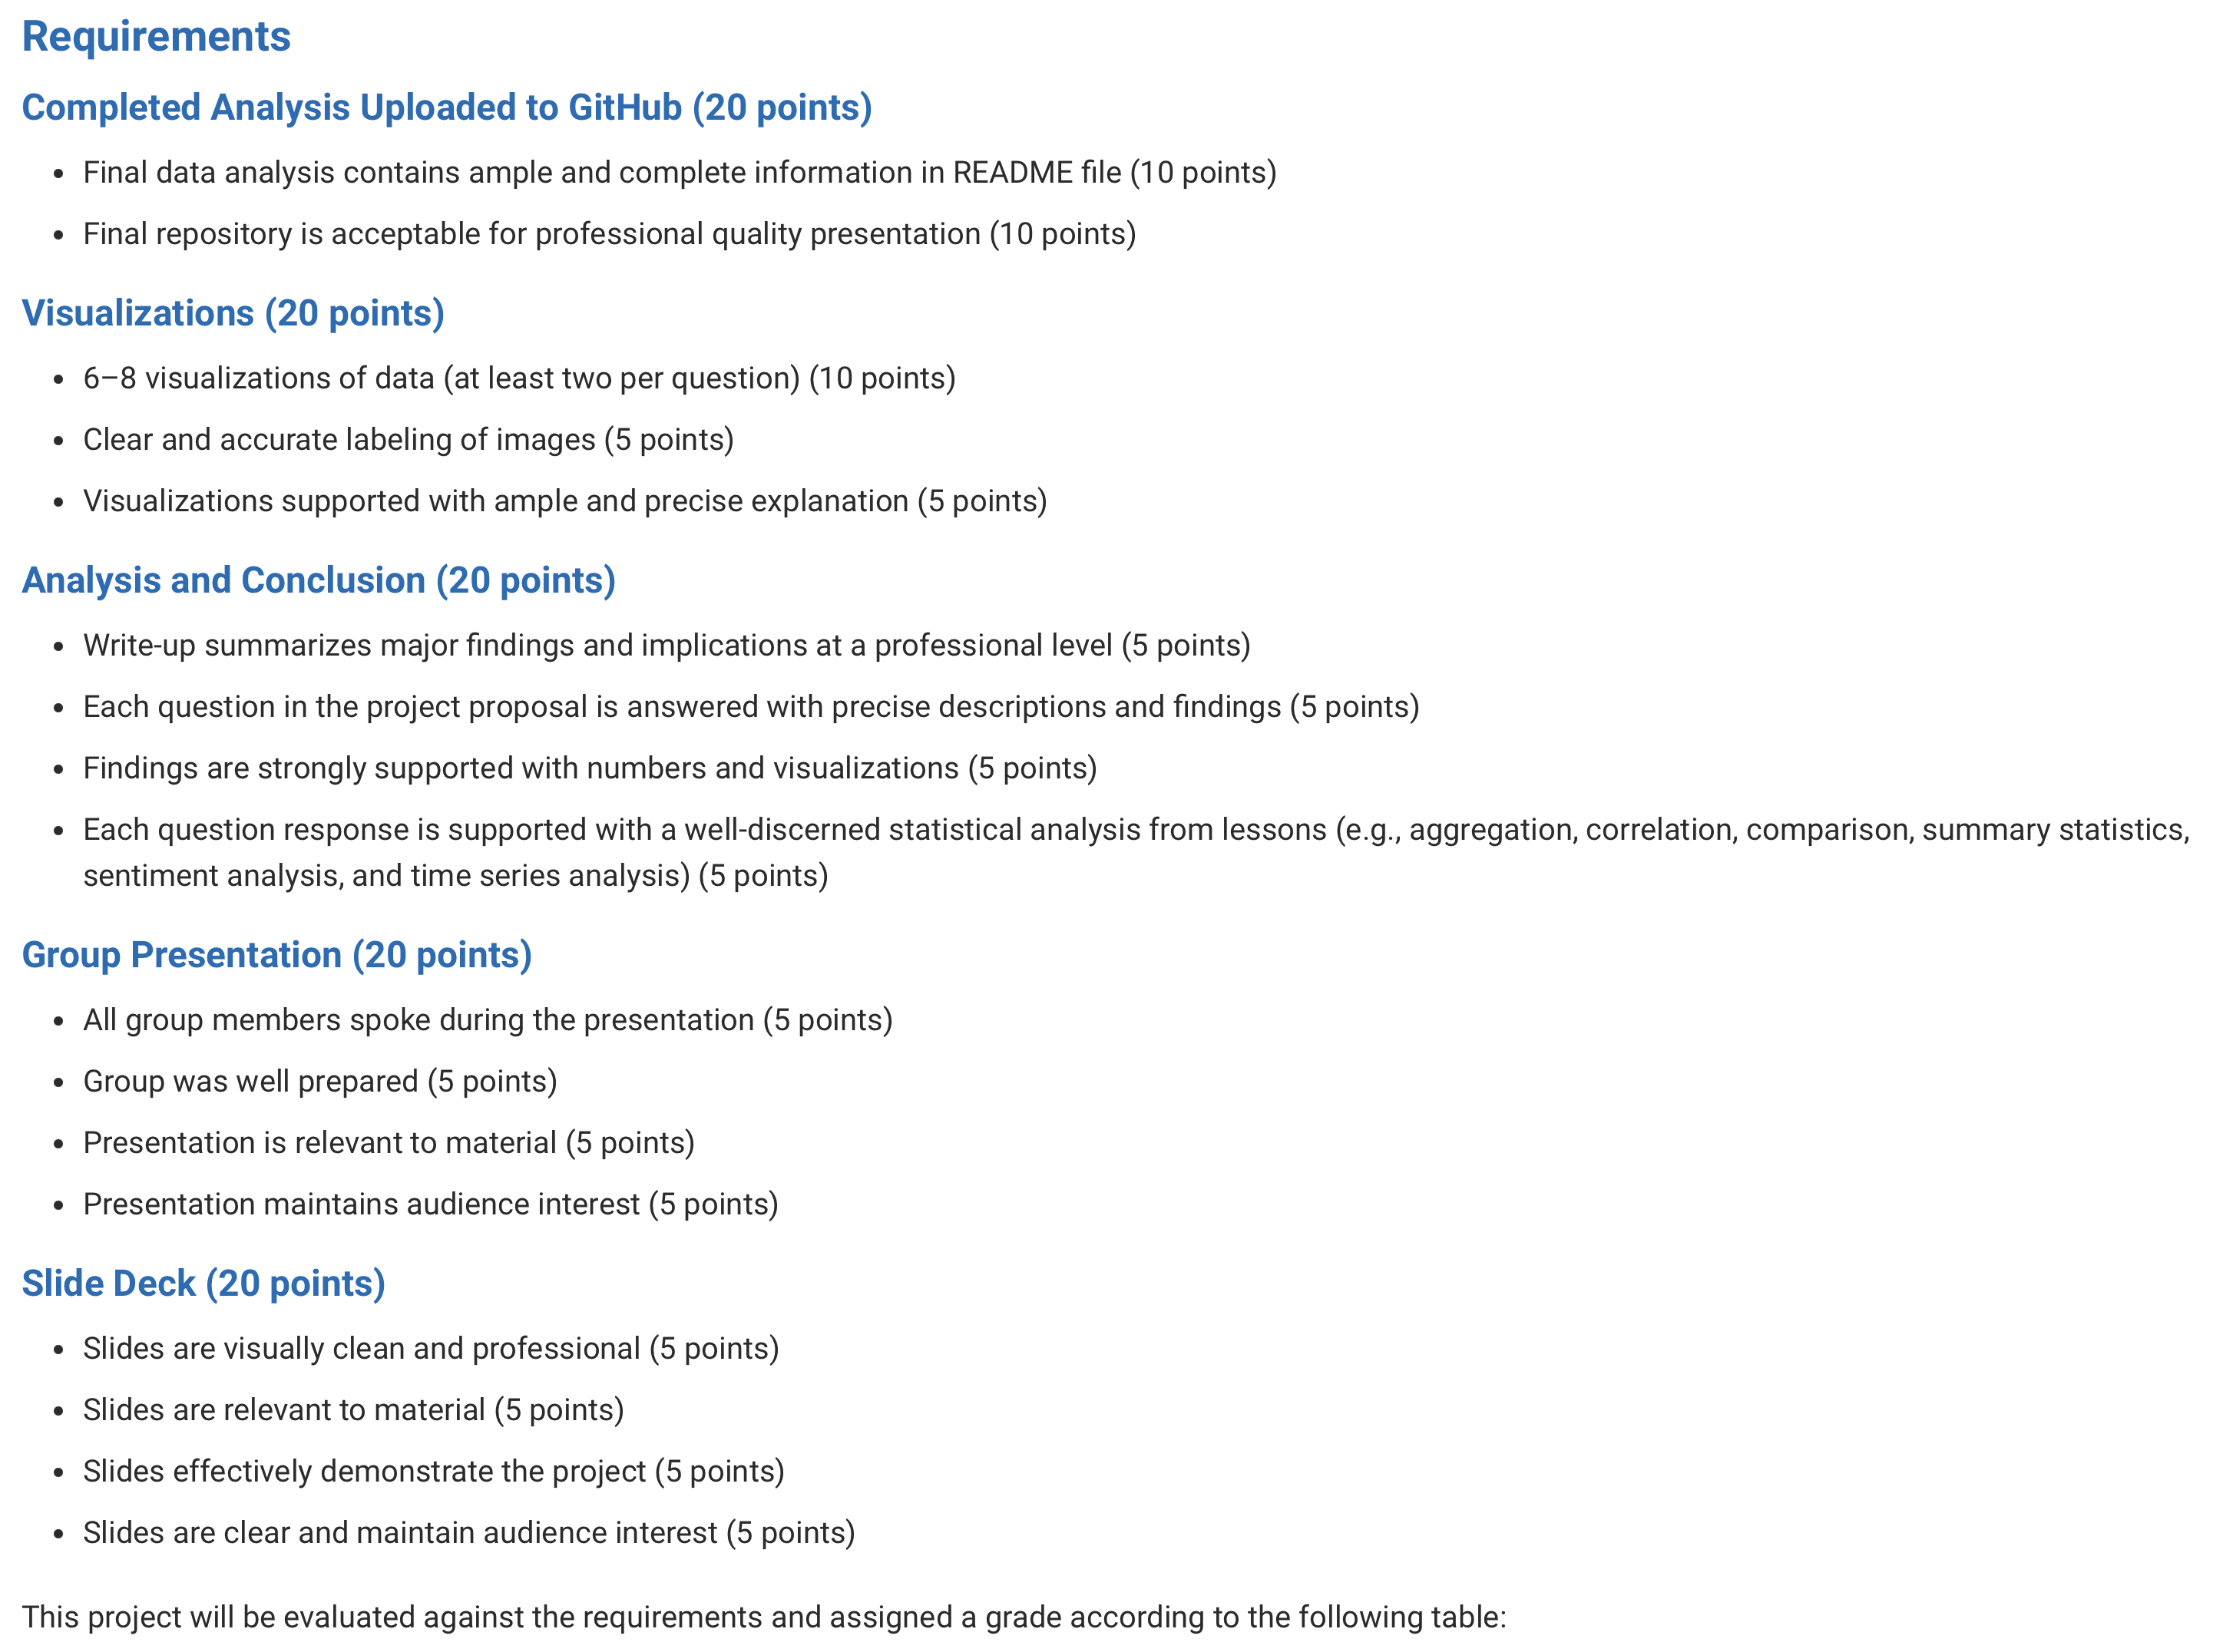 Requirements
Completed Analysis Uploaded to GitHub (20 points)
Final data analysis contains ample and complete information in README file (10 points)
Final repository is acceptable for professional quality presentation (10 points)
Visualizations (20 points)
6–8 visualizations of data (at least two per question) (10 points)
Clear and accurate labeling of images (5 points)
Visualizations supported with ample and precise explanation (5 points)
Analysis and Conclusion (20 points)
Write-up summarizes major findings and implications at a professional level (5 points)
Each question in the project proposal is answered with precise descriptions and findings (5 points)
Findings are strongly supported with numbers and visualizations (5 points)
Each question response is supported with a well-discerned statistical analysis from lessons (e.g., aggregation, correlation, comparison, summary statistics,
sentiment analysis, and time series analysis) (5 points)
Group Presentation (20 points)
All group members spoke during the presentation (5 points)
Group was well prepared (5 points)
Presentation is relevant to material (5 points)
Presentation maintains audience interest (5 points)
Slide Deck (20 points)
Slides are visually clean and professional (5 points)
Slides are relevant to material (5 points)
Slides effectively demonstrate the project (5 points)
Slides are clear and maintain audience interest (5 points)
This project will be evaluated against the requirements and assigned a grade according to the following table: